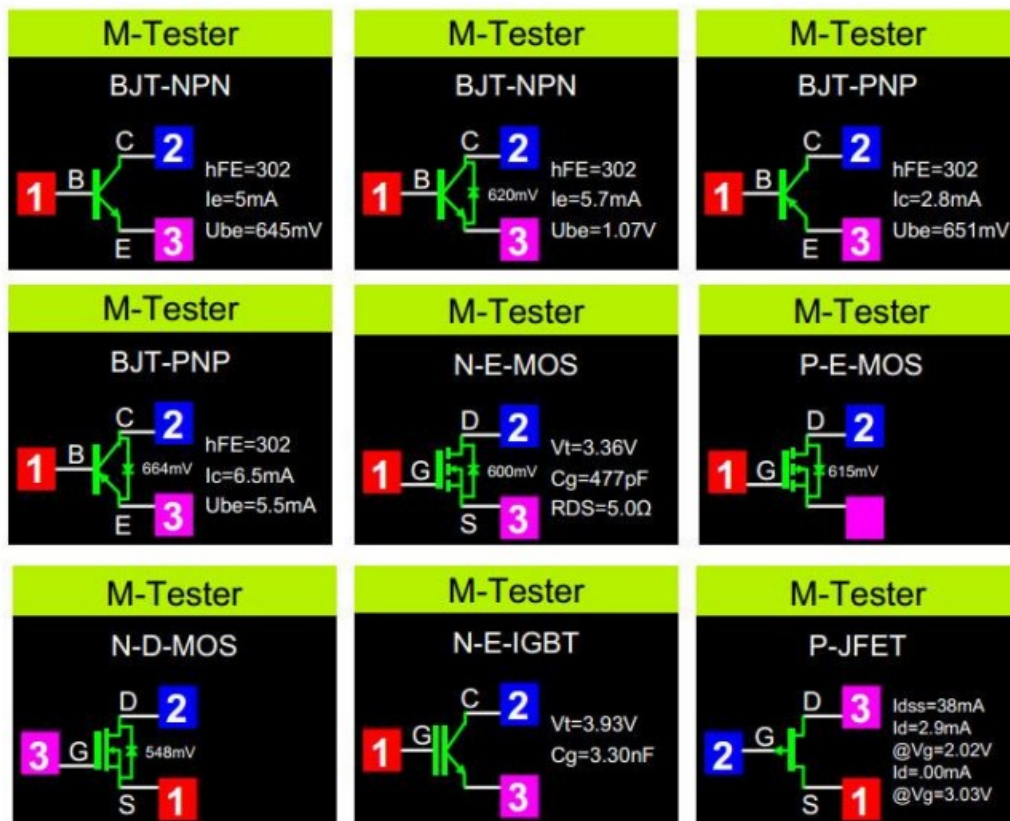 M-Tester
BJT-NPN
C
2
1
B
hFE=302
Ie=5mA
Ube=645mV
3
E
M-Tester
BJT-NPN
C
2
1
B
620mV
hFE=302
Ie=5.7mA
Ube=1.07V
3
E
M-Tester
BJT-PNP
C
2
1
B
hFE=302
Ic=2.8mA
Ube=651mV
3
E
M-Tester
BJT-PNP
C
2
1
B
664mV
hFE=302
Ic=6.5mA
Ube=5.5mA
3
E
M-Tester
N-E-MOS
D
2
1
G
600mV
Vt=3.36V
Cg=477pF
RDS=5.0Ω
3
S
M-Tester
P-E-MOS
D
2
1
G
615mV
M-Tester
N-D-MOS
D
2
3
G
548mV
S
1
M-Tester
N-E-IGBT
C
2
1
G
Vt=3.93V
Cg=3.30nF
3
M-Tester
P-JFET
D
3
2
G
Idss=38mA
Id=2.9mA
@Vg=2.02V
Id=.00mA
@Vg=3.03V
S
1